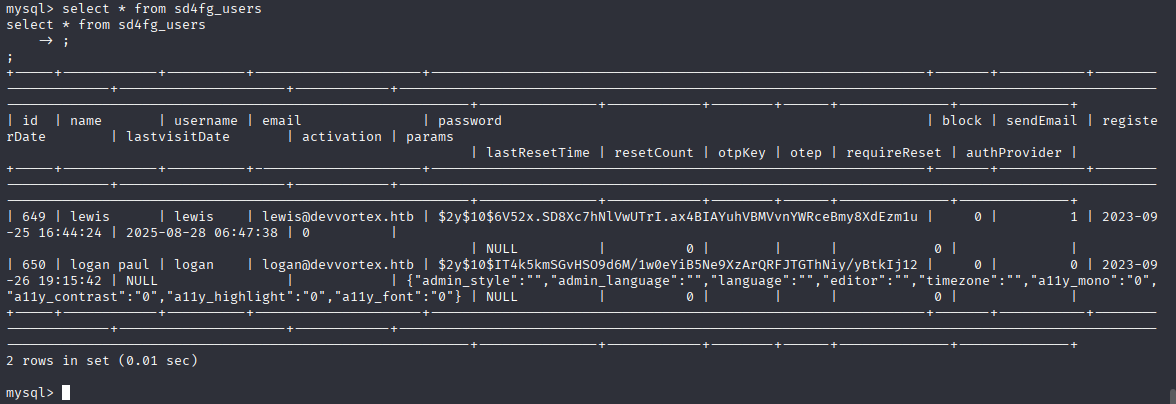 mysql> select * from sd4fg_users
select * from sd4fg_users
    -> ;
;
+-----+------------+----------+---------------------+--------------------------------------------------------------+-------+-----------+--------
-------------+---------------------+------------+-----------------------------------------------------------------------------------------------
----------------------------------------------------------+---------------+------------+--------+------+--------------+--------------+
| id  | name       | username | email               | password                                                     | block | sendEmail | registe
rDate        | lastvisitDate       | activation | params
                                                          | lastResetTime | resetCount | otpKey | otep | requireReset | authProvider |
+-----+------------+----------+---------------------+--------------------------------------------------------------+-------+-----------+--------
-------------+---------------------+------------+-----------------------------------------------------------------------------------------------
----------------------------------------------------------+---------------+------------+--------+------+--------------+--------------+
| 649 | lewis      | lewis    | lewis@devvortex.htb | $2y$10$6V52x.SD8Xc7hNlVwUTrI.ax4BIAYuhVBMVvnYWRceBmy8XdEzm1u |     0 |         1 | 2023-09
-25 16:44:24 | 2025-08-28 06:47:38 | 0          |
                                                          | NULL          |          0 |        |      |            0 |              |
| 650 | logan paul | logan    | logan@devvortex.htb | $2y$10$IT4k5kmSGvHSO9d6M/1w0eYiB5Ne9XzArQRFJTGThNiy/yBtkIj12 |     0 |         0 | 2023-09
-26 19:15:42 | NULL                |            | {"admin_style":"","admin_language":"","language":"","editor":"","timezone":"","a11y_mono":"0",
"a11y_contrast":"0","a11y_highlight":"0","a11y_font":"0"} | NULL          |          0 |        |      |            0 |              |
+-----+------------+----------+---------------------+--------------------------------------------------------------+-------+-----------+--------
-------------+---------------------+------------+-----------------------------------------------------------------------------------------------
----------------------------------------------------------+---------------+------------+--------+------+--------------+--------------+
2 rows in set (0.01 sec)
mysql>